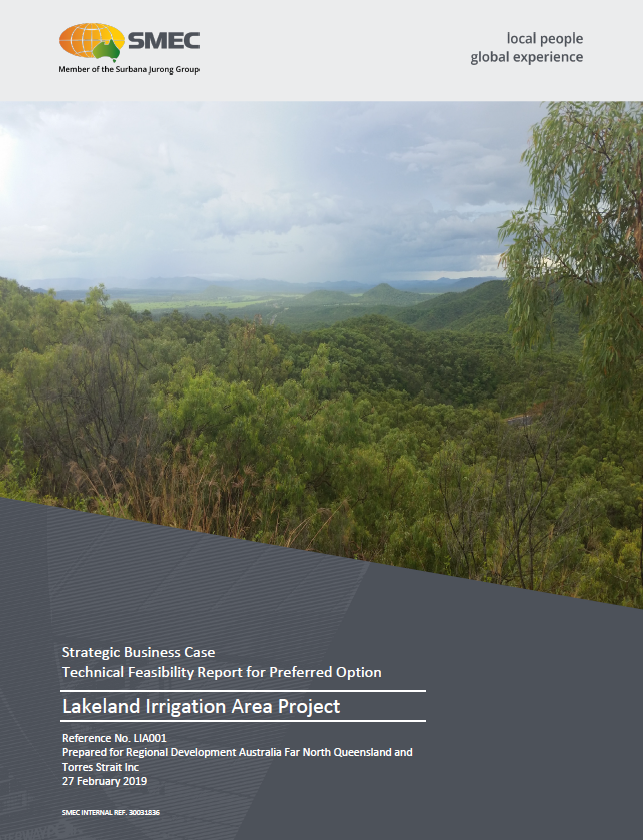 SMEC
Member of the Surbana Jurong Group
local people
global experience
Strategic Business Case
Technical Feasibility Report for Preferred Option
Lakeland Irrigation Area Project
Reference No. LIA001
Prepared for Regional Development Australia Far North Queensland and
Torres Strait Inc
27 February 2019
SMEC INTERNAL REF. 30031836